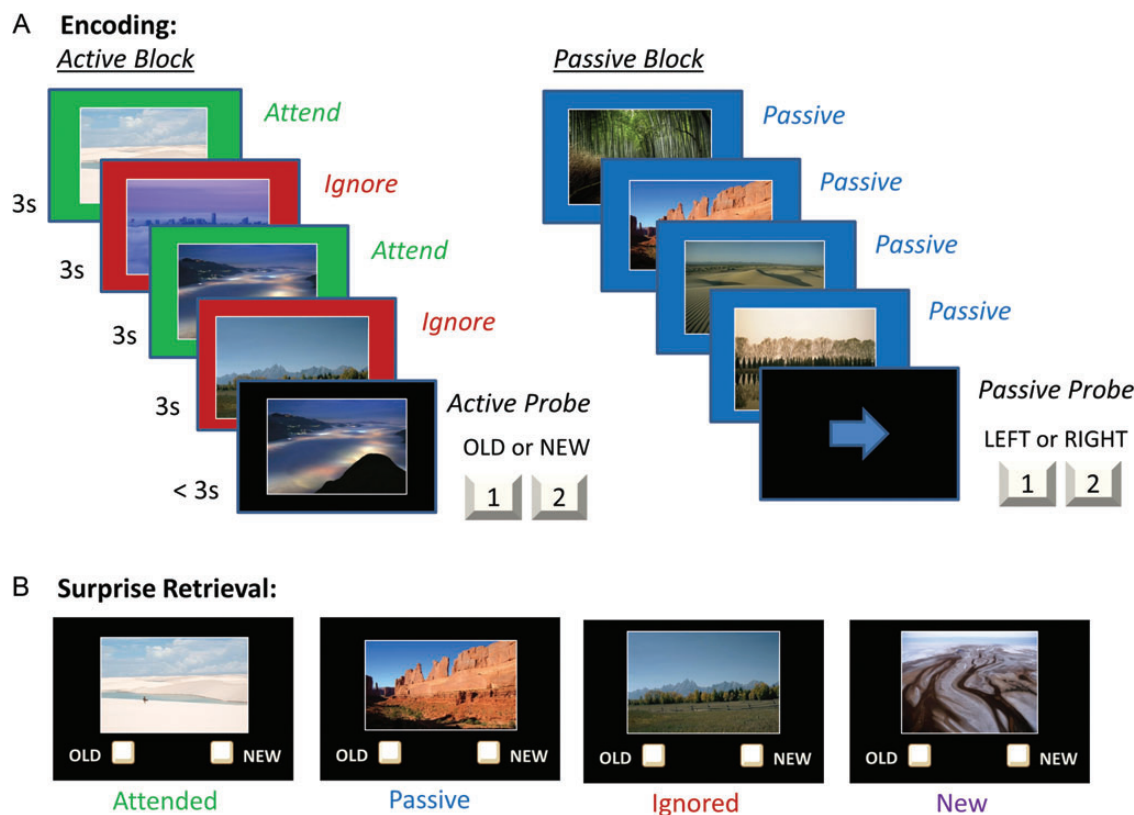 A Encoding:
Active Block
Passive Block
Attend
Ignore
Attend
Ignore
3s
3s
3s
3s
< 3s
Active Probe
OLD or NEW
1 2
Passive
Passive
Passive
Passive
Passive Probe
LEFT or RIGHT
1 2
B Surprise Retrieval:
OLD NEW
OLD NEW
OLD NEW
OLD NEW
Attended
Passive
Ignored
New